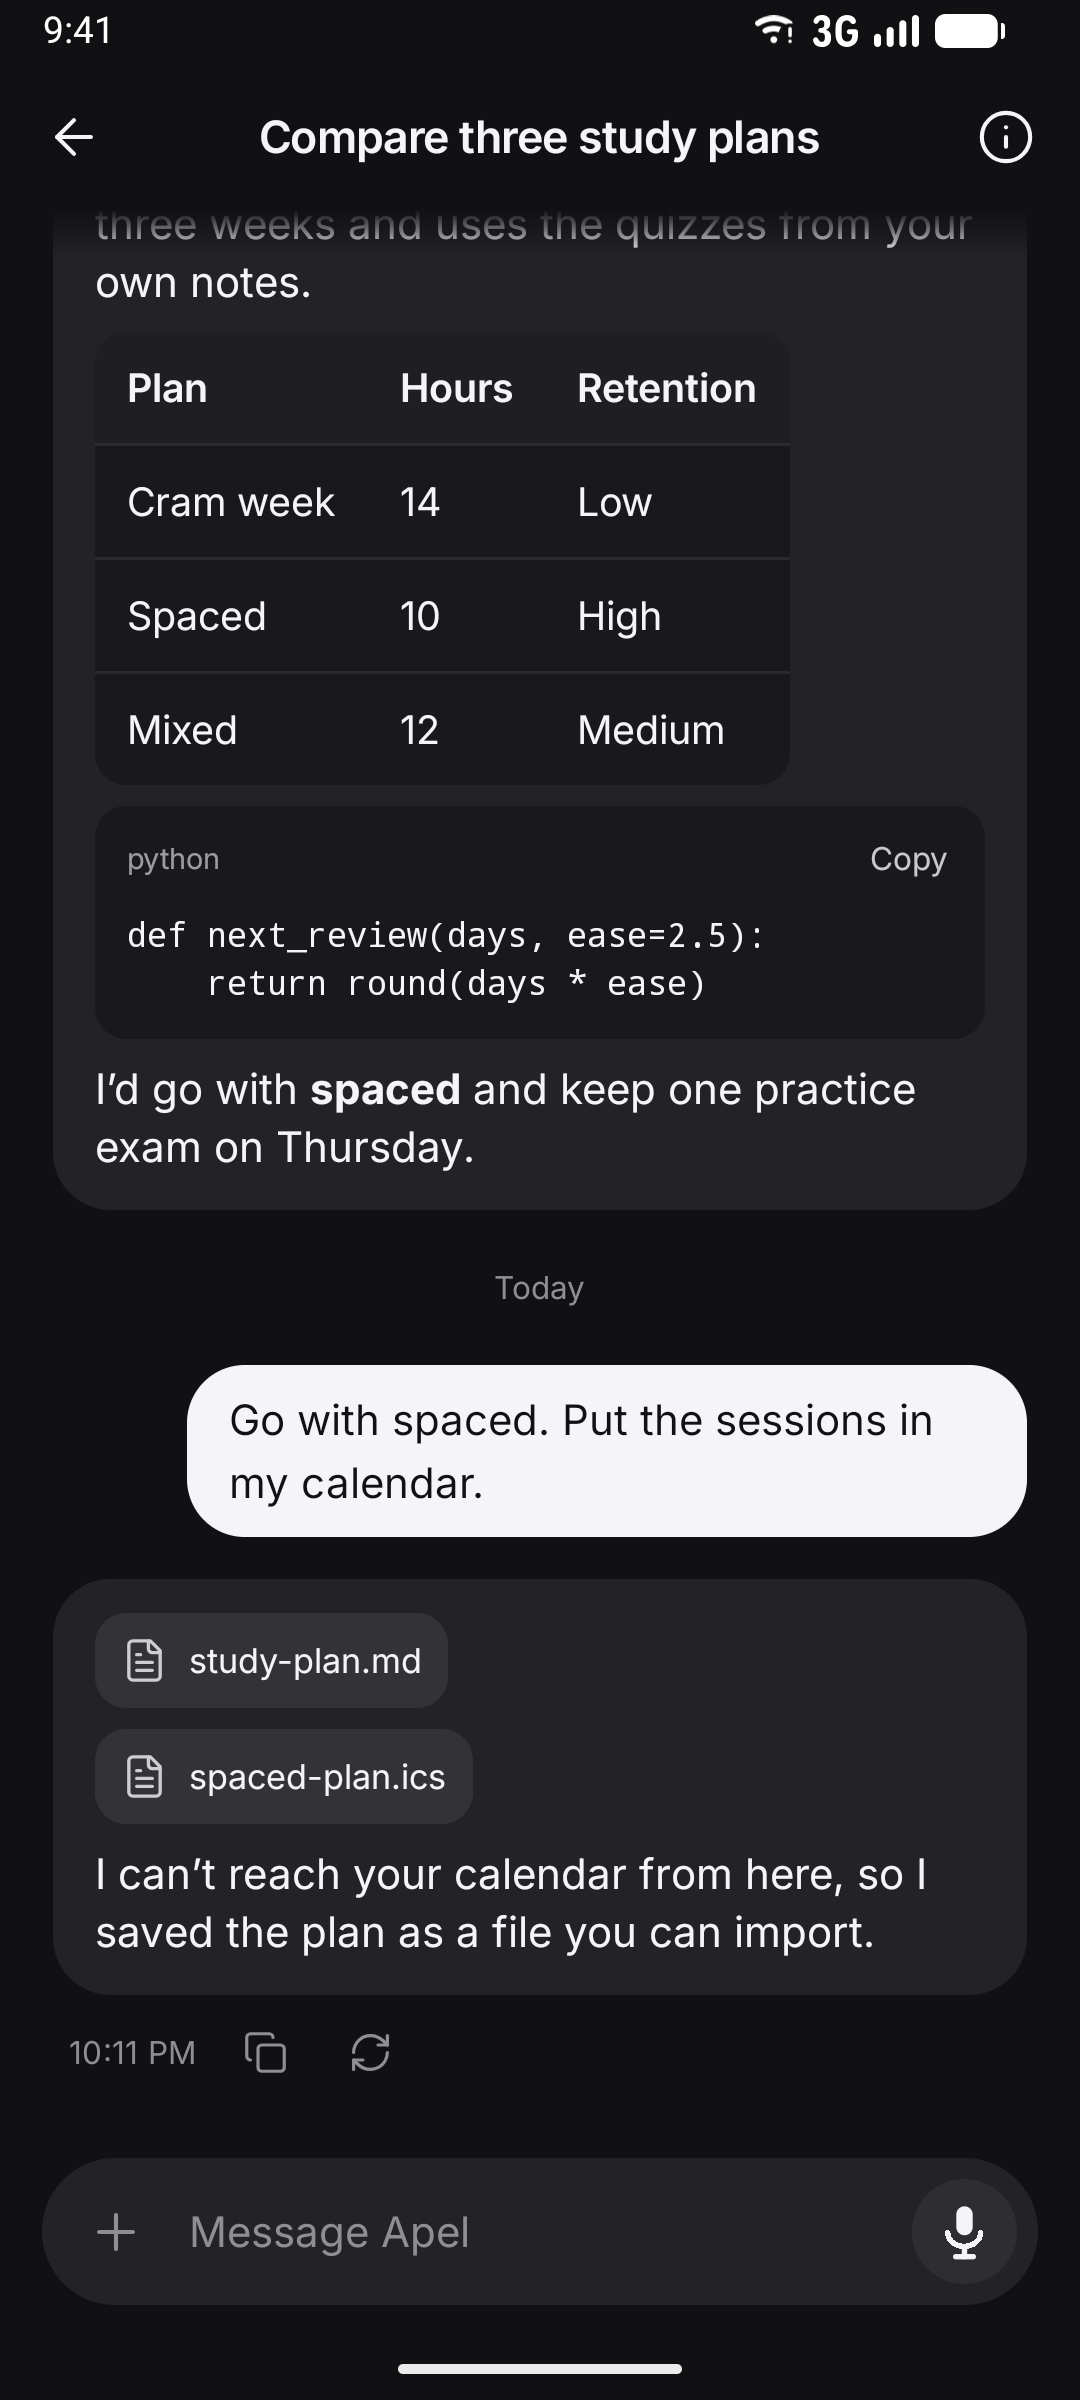 9:41
3G
Compare three study plans
three weeks and uses the quizzes from your
own notes.
Plan Hours Retention
Cram week 14 Low
Spaced 10 High
Mixed 12 Medium
python Copy
def next_review(days, ease=2.5):
    return round(days * ease)
I’d go with spaced and keep one practice
exam on Thursday.
Today
Go with spaced. Put the sessions in
my calendar.
study-plan.md
spaced-plan.ics
I can’t reach your calendar from here, so I
saved the plan as a file you can import.
10:11 PM
Message Apel